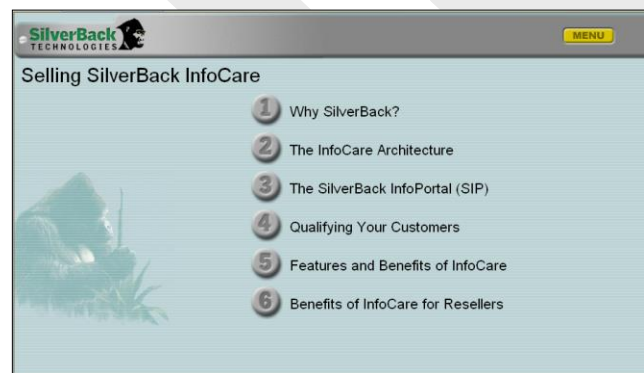 SilverBack
TECHNOLOGIES
MENU
Selling SilverBack InfoCare
1 Why SilverBack?
2 The InfoCare Architecture
3 The SilverBack InfoPortal (SIP)
4 Qualifying Your Customers
5 Features and Benefits of InfoCare
6 Benefits of InfoCare for Resellers